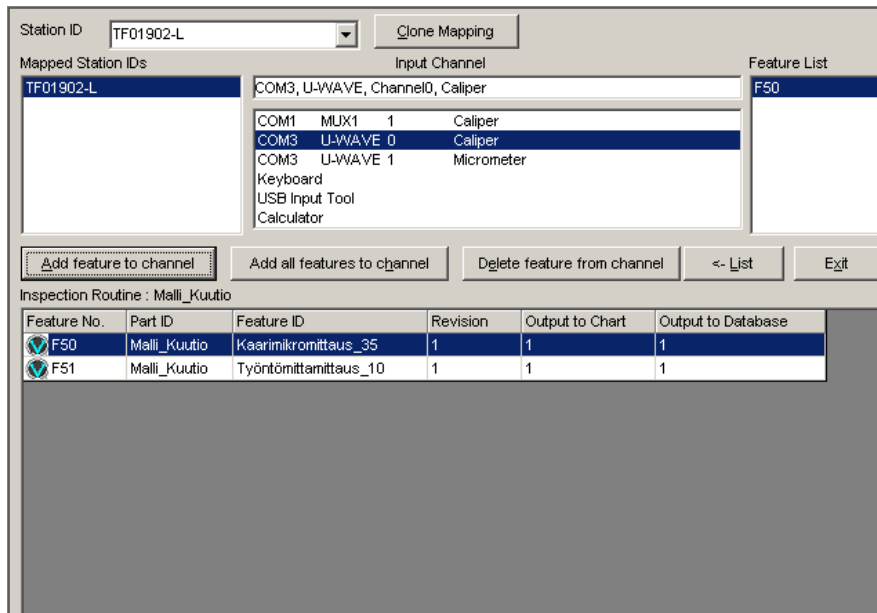 Station ID TF01902-L Clone Mapping
Mapped Station IDs Input Channel Feature List
TF01902-L COM3, U-WAVE, Channel0, Caliper F50
COM1 MUX1 1 Caliper
COM3 U-WAVE 0 Caliper
COM3 U-WAVE 1 Micrometer
Keyboard
USB Input Tool
Calculator
Add feature to channel Add all features to channel Delete feature from channel <- List Exit
Inspection Routine : Malli_Kuutio
Feature No. Part ID Feature ID Revision Output to Chart Output to Database
F50 Malli_Kuutio Kaarimikromittaus_35 1 1 1
F51 Malli_Kuutio Työntömittamittaus_10 1 1 1